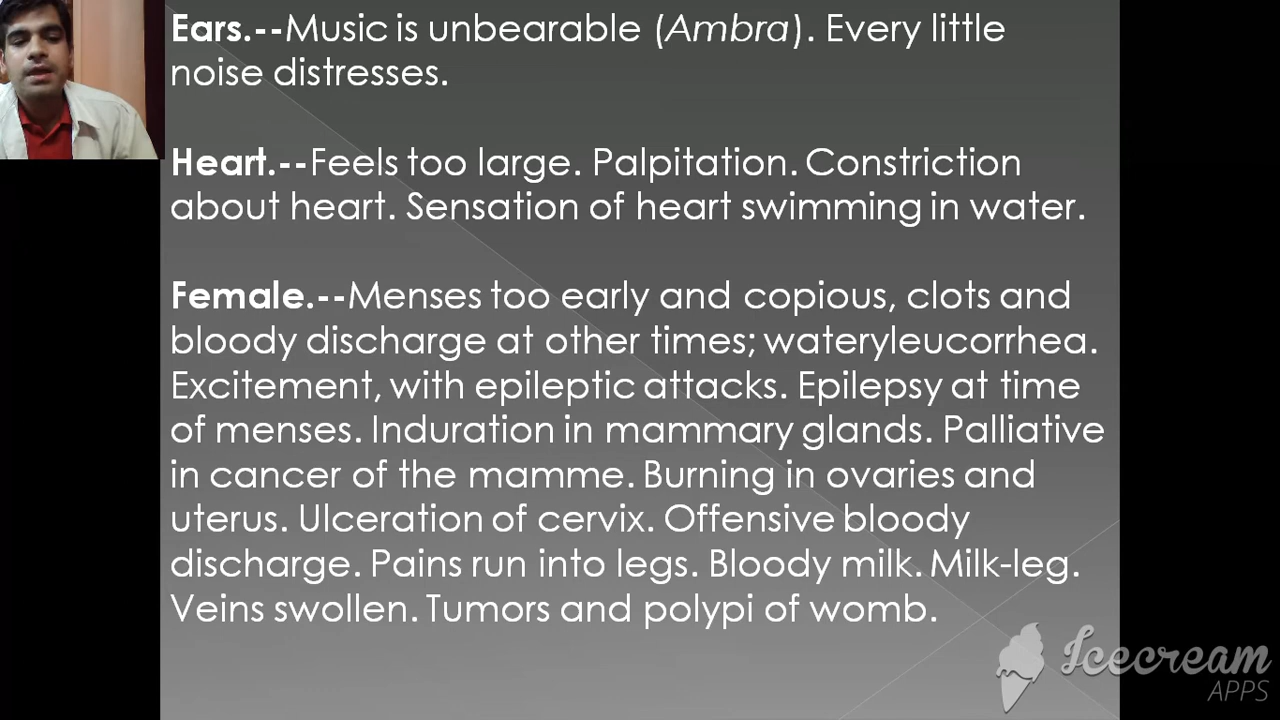 Ears.--Music is unbearable (Ambra). Every little
noise distresses.
Heart.--Feels too large. Palpitation. Constriction
about heart. Sensation of heart swimming in water.
Female.--Menses too early and copious, clots and
bloody discharge at other times; wateryleucorrhea.
Excitement, with epileptic attacks. Epilepsy at time
of menses. Induration in mammary glands. Palliative
in cancer of the mamme. Burning in ovaries and
uterus. Ulceration of cervix. Offensive bloody
discharge. Pains run into legs. Bloody milk. Milk-leg.
Veins swollen. Tumors and polypi of womb.
Icecream
APPS